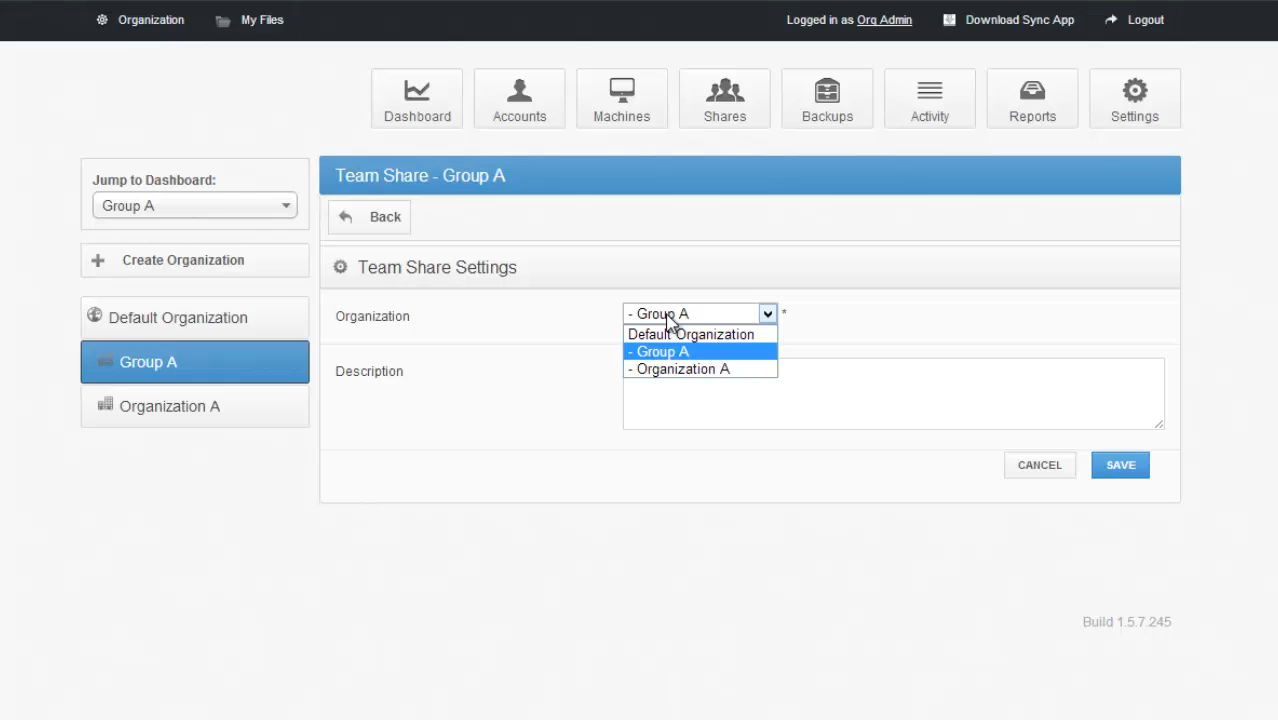 Organization
My Files
Logged in as Org Admin
Download Sync App
Logout
Dashboard
Accounts
Machines
Shares
Backups
Activity
Reports
Settings
Jump to Dashboard:
Group A
Create Organization
Default Organization
Group A
Organization A
Team Share - Group A
Back
Team Share Settings
Organization
- Group A
*
Default Organization
- Group A
- Organization A
Description
CANCEL
SAVE
Build 1.5.7.245